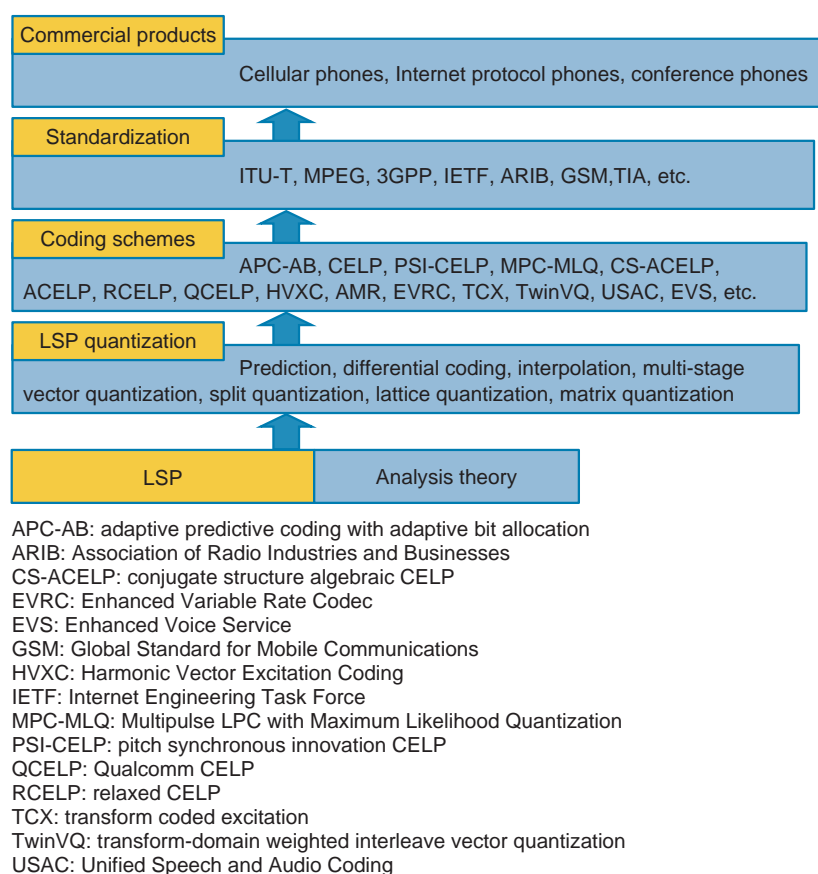 Commercial products
Cellular phones, Internet protocol phones, conference phones
Standardization
ITU-T, MPEG, 3GPP, IETF, ARIB, GSM,TIA, etc.
Coding schemes
APC-AB, CELP, PSI-CELP, MPC-MLQ, CS-ACELP,
ACELP, RCELP, QCELP, HVXC, AMR, EVRC, TCX, TwinVQ, USAC, EVS, etc.
LSP quantization
Prediction, differential coding, interpolation, multi-stage
vector quantization, split quantization, lattice quantization, matrix quantization
LSP
Analysis theory
APC-AB: adaptive predictive coding with adaptive bit allocation
ARIB: Association of Radio Industries and Businesses
CS-ACELP: conjugate structure algebraic CELP
EVRC: Enhanced Variable Rate Codec
EVS: Enhanced Voice Service
GSM: Global Standard for Mobile Communications
HVXC: Harmonic Vector Excitation Coding
IETF: Internet Engineering Task Force
MPC-MLQ: Multipulse LPC with Maximum Likelihood Quantization
PSI-CELP: pitch synchronous innovation CELP
QCELP: Qualcomm CELP
RCELP: relaxed CELP
TCX: transform coded excitation
TwinVQ: transform-domain weighted interleave vector quantization
USAC: Unified Speech and Audio Coding